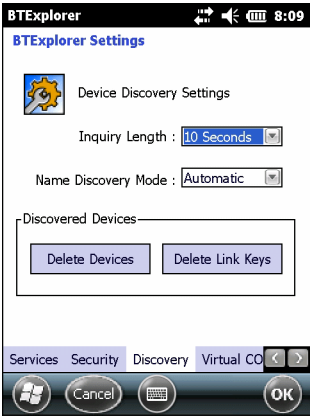 BTExplorer 8:09
BTExplorer Settings
Device Discovery Settings
Inquiry Length : 10 Seconds
Name Discovery Mode : Automatic
Discovered Devices
Delete Devices Delete Link Keys
Services Security Discovery Virtual CO
Cancel OK